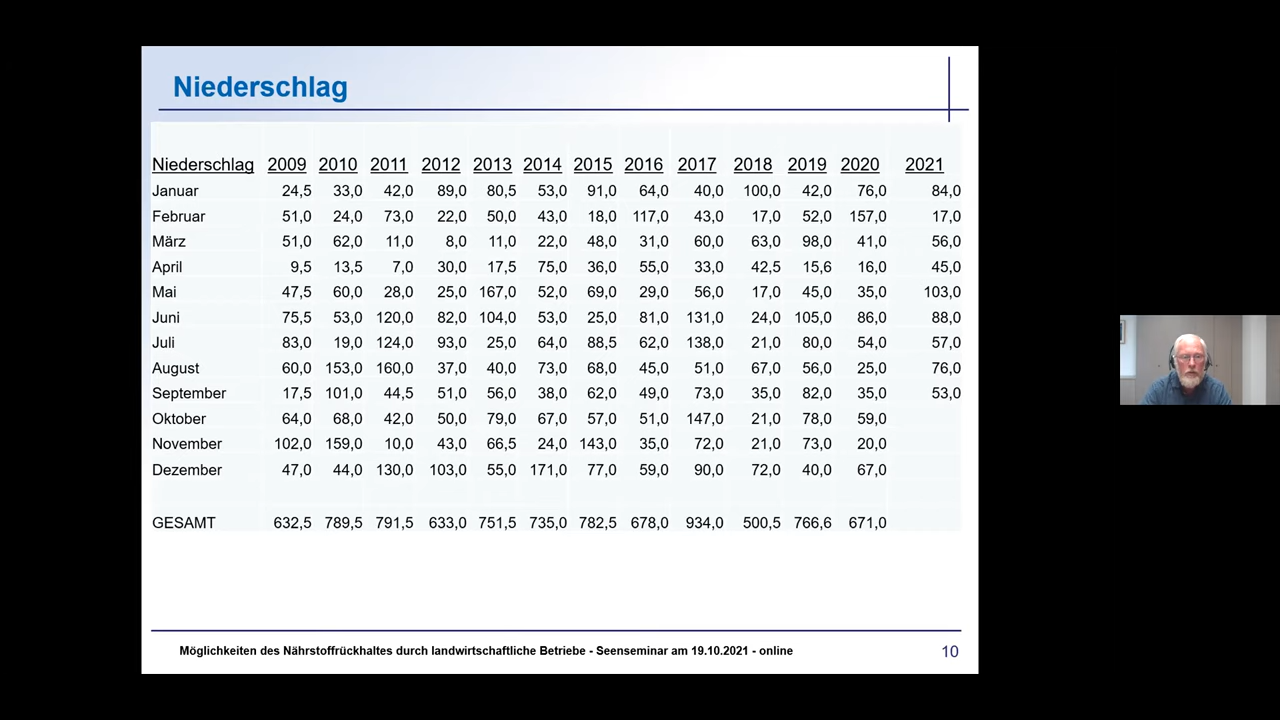 Niederschlag
Niederschlag 2009 2010 2011 2012 2013 2014 2015 2016 2017 2018 2019 2020 2021
Januar 24,5 33,0 42,0 89,0 80,5 53,0 91,0 64,0 40,0 100,0 42,0 76,0 84,0
Februar 51,0 24,0 73,0 22,0 50,0 43,0 18,0 117,0 43,0 17,0 52,0 157,0 17,0
März 51,0 62,0 11,0 8,0 11,0 22,0 48,0 31,0 60,0 63,0 98,0 41,0 56,0
April 9,5 13,5 7,0 30,0 17,5 75,0 36,0 55,0 33,0 42,5 15,6 16,0 45,0
Mai 47,5 60,0 28,0 25,0 167,0 52,0 69,0 29,0 56,0 17,0 45,0 35,0 103,0
Juni 75,5 53,0 120,0 82,0 104,0 53,0 25,0 81,0 131,0 24,0 105,0 86,0 88,0
Juli 83,0 19,0 124,0 93,0 25,0 64,0 88,5 62,0 138,0 21,0 80,0 54,0 57,0
August 60,0 153,0 160,0 37,0 40,0 73,0 68,0 45,0 51,0 67,0 56,0 25,0 76,0
September 17,5 101,0 44,5 51,0 56,0 38,0 62,0 49,0 73,0 35,0 82,0 35,0 53,0
Oktober 64,0 68,0 42,0 50,0 79,0 67,0 57,0 51,0 147,0 21,0 78,0 59,0
November 102,0 159,0 10,0 43,0 66,5 24,0 143,0 35,0 72,0 21,0 73,0 20,0
Dezember 47,0 44,0 130,0 103,0 55,0 171,0 77,0 59,0 90,0 72,0 40,0 67,0
GESAMT 632,5 789,5 791,5 633,0 751,5 735,0 782,5 678,0 934,0 500,5 766,6 671,0
Möglichkeiten des Nährstoffrückhaltes durch landwirtschaftliche Betriebe - Seenseminar am 19.10.2021 - online
10